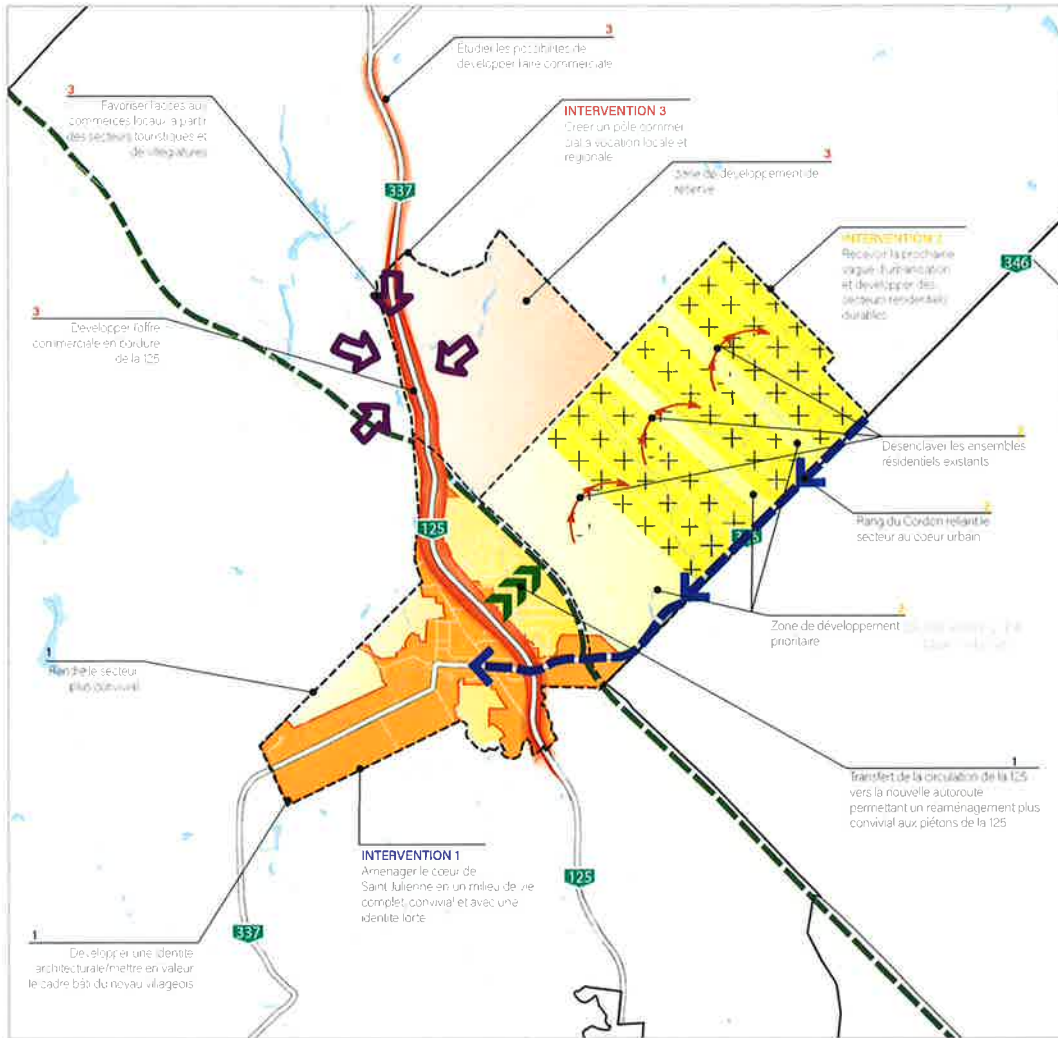 3
Étudier les possibilités de
développer l'aire commerciale
3
Favoriser l'accès aux
commerces locaux à partir
des secteurs touristiques et
de villégiatures
INTERVENTION 3
Créer un pôle commer
cial à vocation locale et
régionale
3
Zone de développement de
réserve
337
INTERVENTION 2
Recevoir la prochaine
vague d'urbanisation
et développer des
secteurs résidentiels
durables
346
3
Développer l'offre
commerciale en bordure
de la 125
2
Désenclaver les ensembles
résidentiels existants
2
Rang du Cordon reliant le
secteur au coeur urbain
125
2
Zone de développement
prioritaire
1
Rendre le secteur
plus convivial
1
Transfert de la circulation de la 125
vers la nouvelle autoroute
permettant un réaménagement plus
convivial aux piétons de la 125
INTERVENTION 1
Aménager le cœur de
Saint Julienne en un milieu de vie
complet, convivial et avec une
identité forte
125
337
1
Développer une identité
architecturale/mettre en valeur
le cadre bâti du noyau villageois